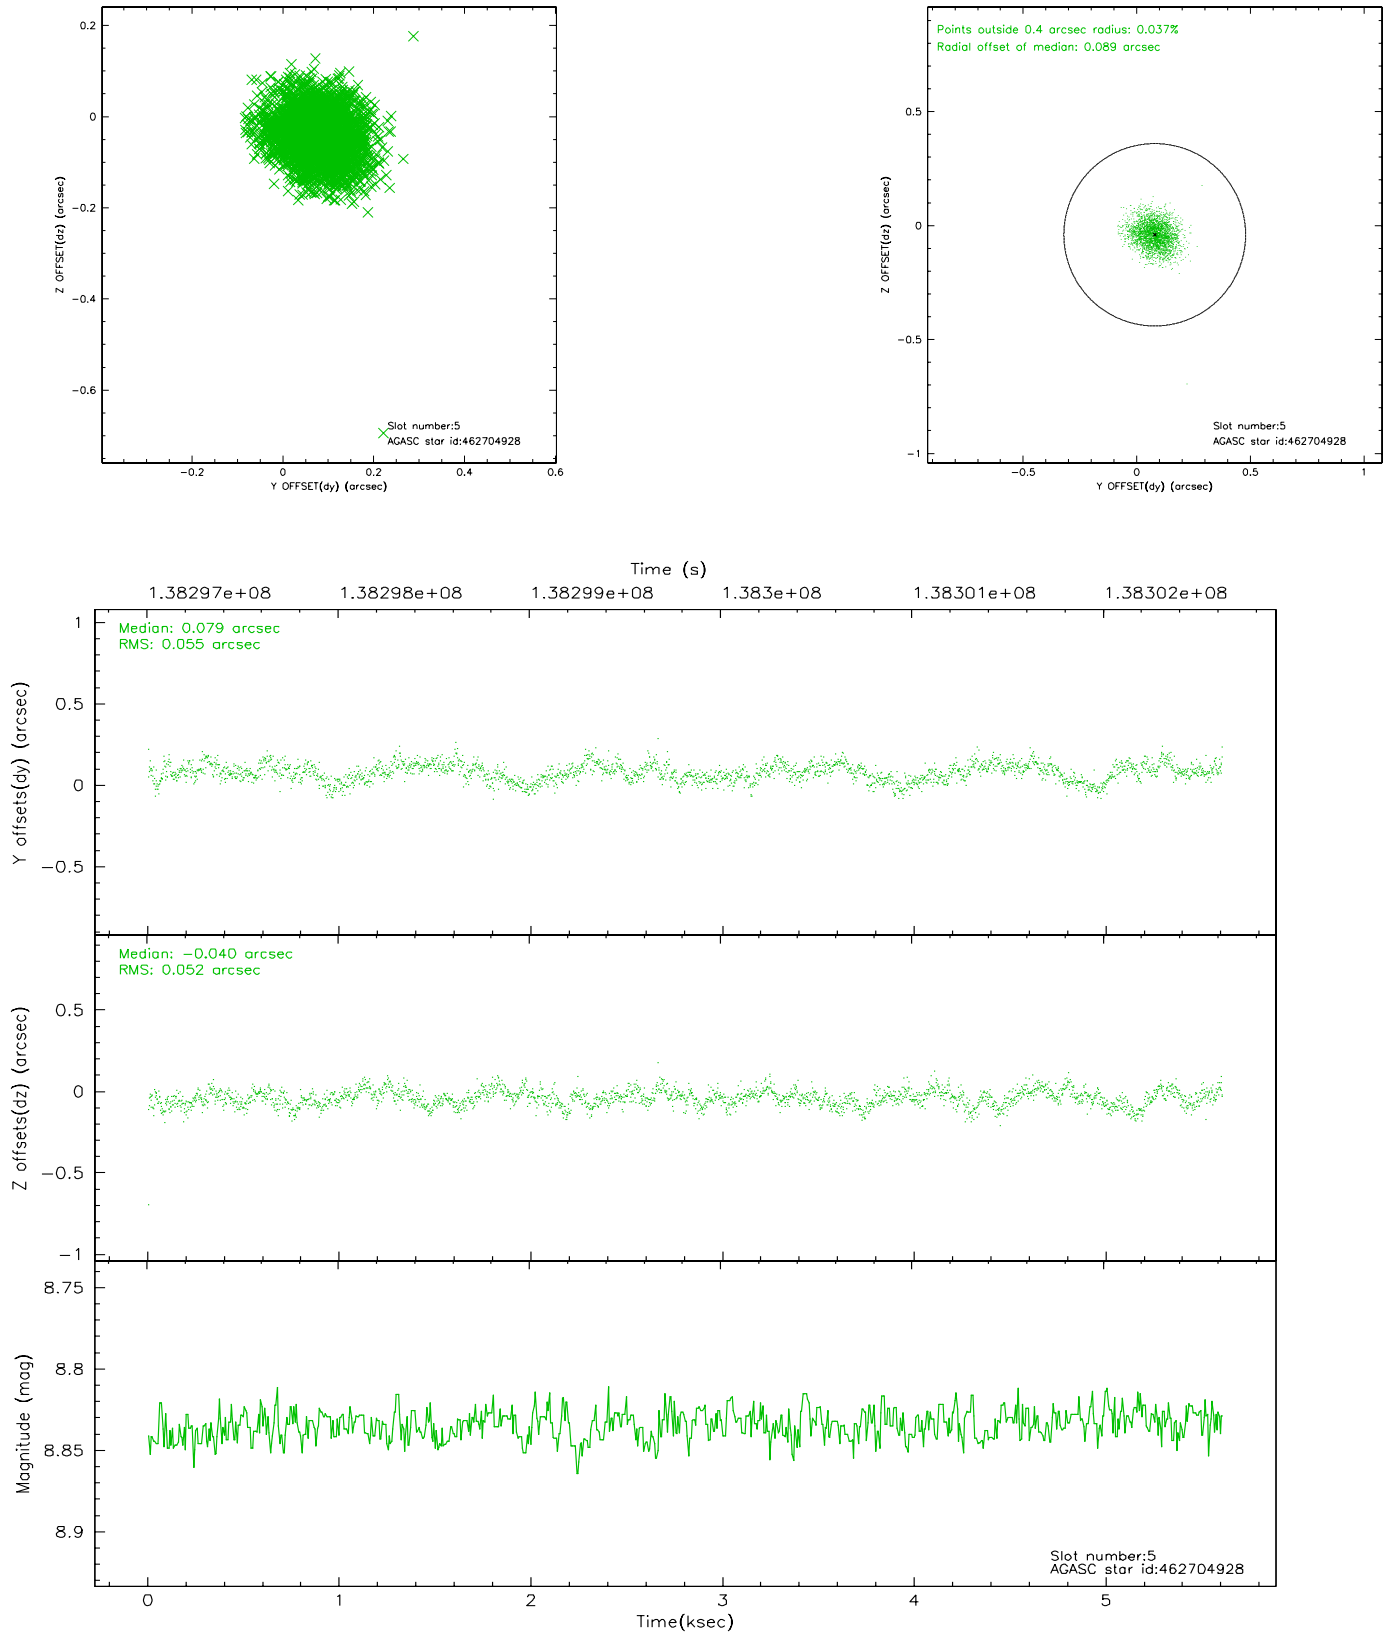 0.2
0
−0.2
−0.4
−0.6
Z OFFSET(dz) (arcsec)
Slot number:5
AGASC star id:462704928
−0.2 0 0.2 0.4 0.6
Y OFFSET(dy) (arcsec)
Points outside 0.4 arcsec radius: 0.037%
Radial offset of median: 0.089 arcsec
0.5
0
−0.5
−1
Z OFFSET(dz) (arcsec)
Slot number:5
AGASC star id:462704928
−0.5 0 0.5 1
Y OFFSET(dy) (arcsec)
Time (s)
1.38297e+08 1.38298e+08 1.38299e+08 1.383e+08 1.38301e+08 1.38302e+08
Median: 0.079 arcsec
RMS: 0.055 arcsec
1
0.5
0
−0.5
Y offsets(dy) (arcsec)
Median: −0.040 arcsec
RMS: 0.052 arcsec
0.5
0
−0.5
−1
Z offsets(dz) (arcsec)
8.75
8.8
8.85
8.9
Magnitude (mag)
Slot number:5
AGASC star id:462704928
0 1 2 3 4 5
Time(ksec)